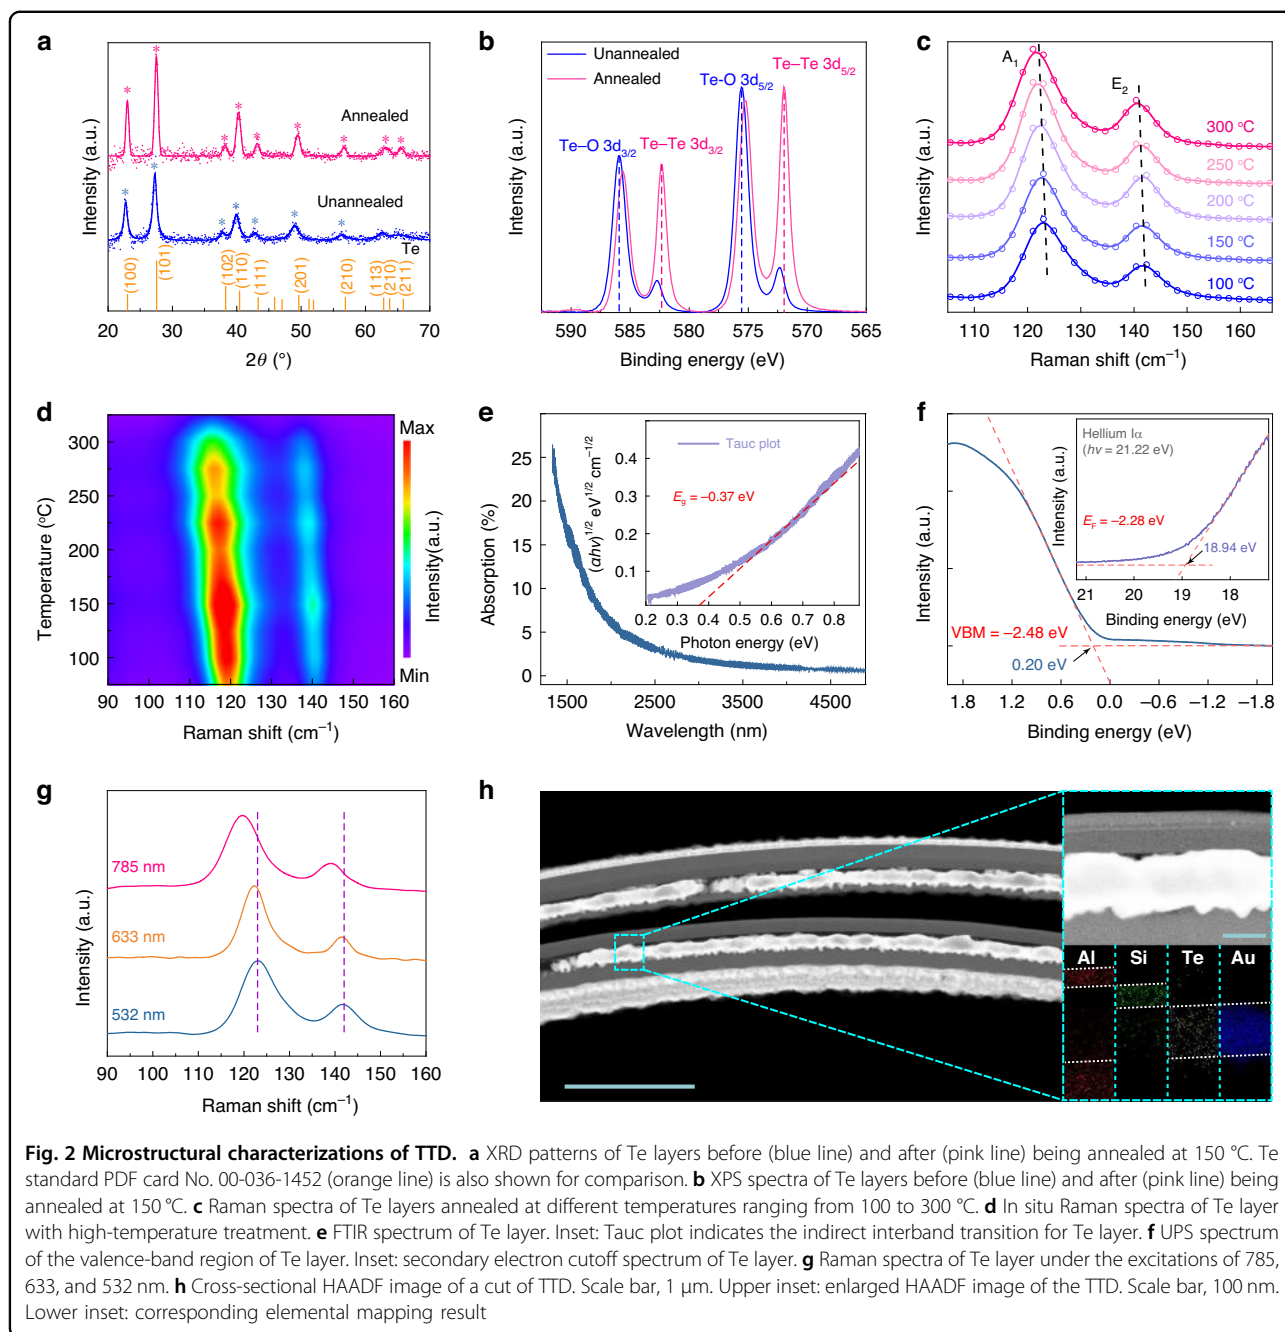 a
Intensity (a.u.)
Annealed
Unannealed
Te
(100)
(101)
(102)
(110)
(111)
(201)
(210)
(113)
(210)
(211)
20 30 40 50 60 70
2θ (°)
b
Intensity (a.u.)
Unannealed
Annealed
Te–Te 3d5/2
Te-O 3d5/2
Te–O 3d3/2
Te–Te 3d3/2
590 585 580 575 570 565
Binding energy (eV)
c
Intensity (a.u.)
A1
E2
300 °C
250 °C
200 °C
150 °C
100 °C
110 120 130 140 150 160
Raman shift (cm−1)
d
Temperature (°C)
300
250
200
150
100
90 100 110 120 130 140 150 160
Raman shift (cm−1)
Max
Intensity(a.u.)
Min
e
Absorption (%)
25
20
15
10
5
0
1500 2500 3500 4500
Wavelength (nm)
(αhν)1/2 eV1/2 cm−1/2
0.4
0.3
0.2
0.1
Tauc plot
Eg = −0.37 eV
0.2 0.3 0.4 0.5 0.6 0.7 0.8
Photon energy (eV)
f
Intensity (a.u.)
VBM = −2.48 eV
0.20 eV
1.8 1.2 0.6 0.0 −0.6 −1.2 −1.8
Binding energy (eV)
Intensity (a.u.)
Hellium Iα
(hν = 21.22 eV)
EF = −2.28 eV
18.94 eV
21 20 19 18
Binding energy (eV)
g
Intensity (a.u.)
785 nm
633 nm
532 nm
90 100 110 120 130 140 150 160
Raman shift (cm−1)
h
Al Si Te Au
Fig. 2 Microstructural characterizations of TTD. a XRD patterns of Te layers before (blue line) and after (pink line) being annealed at 150 °C. Te
standard PDF card No. 00-036-1452 (orange line) is also shown for comparison. b XPS spectra of Te layers before (blue line) and after (pink line) being
annealed at 150 °C. c Raman spectra of Te layers annealed at different temperatures ranging from 100 to 300 °C. d In situ Raman spectra of Te layer
with high-temperature treatment. e FTIR spectrum of Te layer. Inset: Tauc plot indicates the indirect interband transition for Te layer. f UPS spectrum
of the valence-band region of Te layer. Inset: secondary electron cutoff spectrum of Te layer. g Raman spectra of Te layer under the excitations of 785,
633, and 532 nm. h Cross-sectional HAADF image of a cut of TTD. Scale bar, 1 μm. Upper inset: enlarged HAADF image of the TTD. Scale bar, 100 nm.
Lower inset: corresponding elemental mapping result